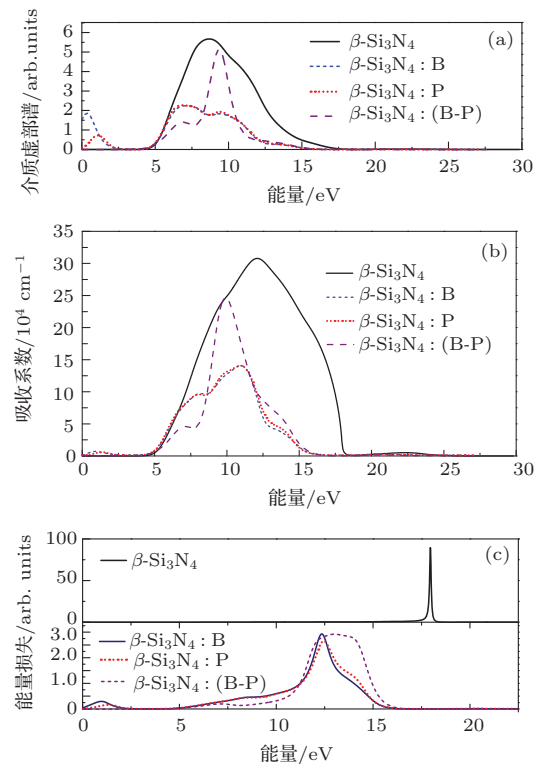 6
5
4
3
2
1
0
介质虚部谱/arb.units
(a)
β-Si₃N₄
β-Si₃N₄ : B
β-Si₃N₄ : P
β-Si₃N₄ : (B-P)
0 5 10 15 20 25 30
能量/eV
35
30
25
20
15
10
5
0
吸收系数/10⁴ cm⁻¹
(b)
β-Si₃N₄
β-Si₃N₄ : B
β-Si₃N₄ : P
β-Si₃N₄ : (B-P)
0 5 10 15 20 25 30
能量/eV
100
50
0
3.0
2.0
1.0
0
能量损失/arb. units
(c)
β-Si₃N₄
β-Si₃N₄ : B
β-Si₃N₄ : P
β-Si₃N₄ : (B-P)
0 5 10 15 20
能量/eV